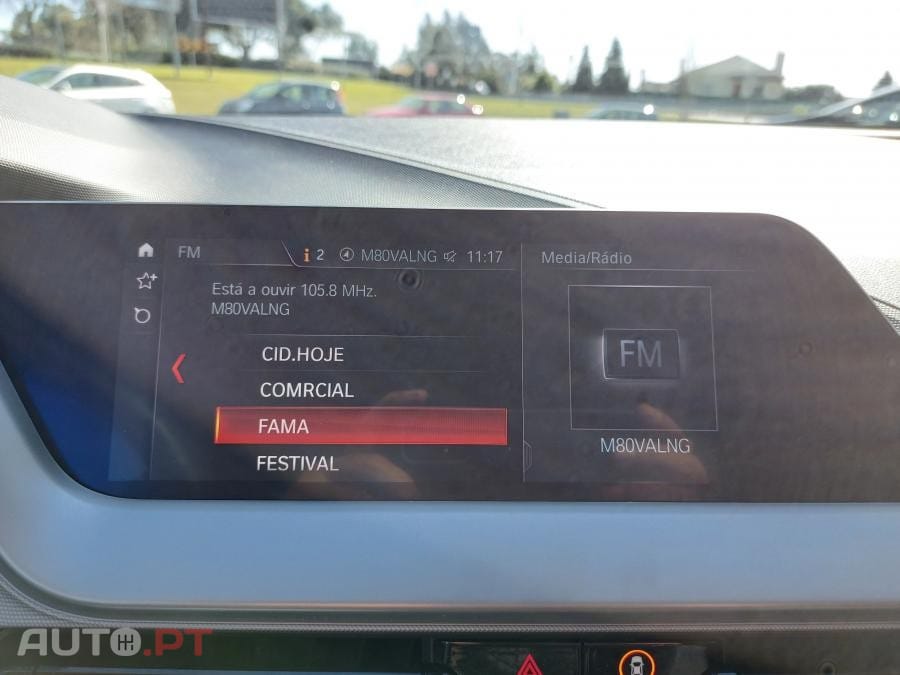 FM
2 M80VALNG 11:17
Media/Rádio
Está a ouvir 105.8 MHz.
M80VALNG
CID.HOJE
COMRCIAL
FAMA
FESTIVAL
FM
M80VALNG
AUTO.PT